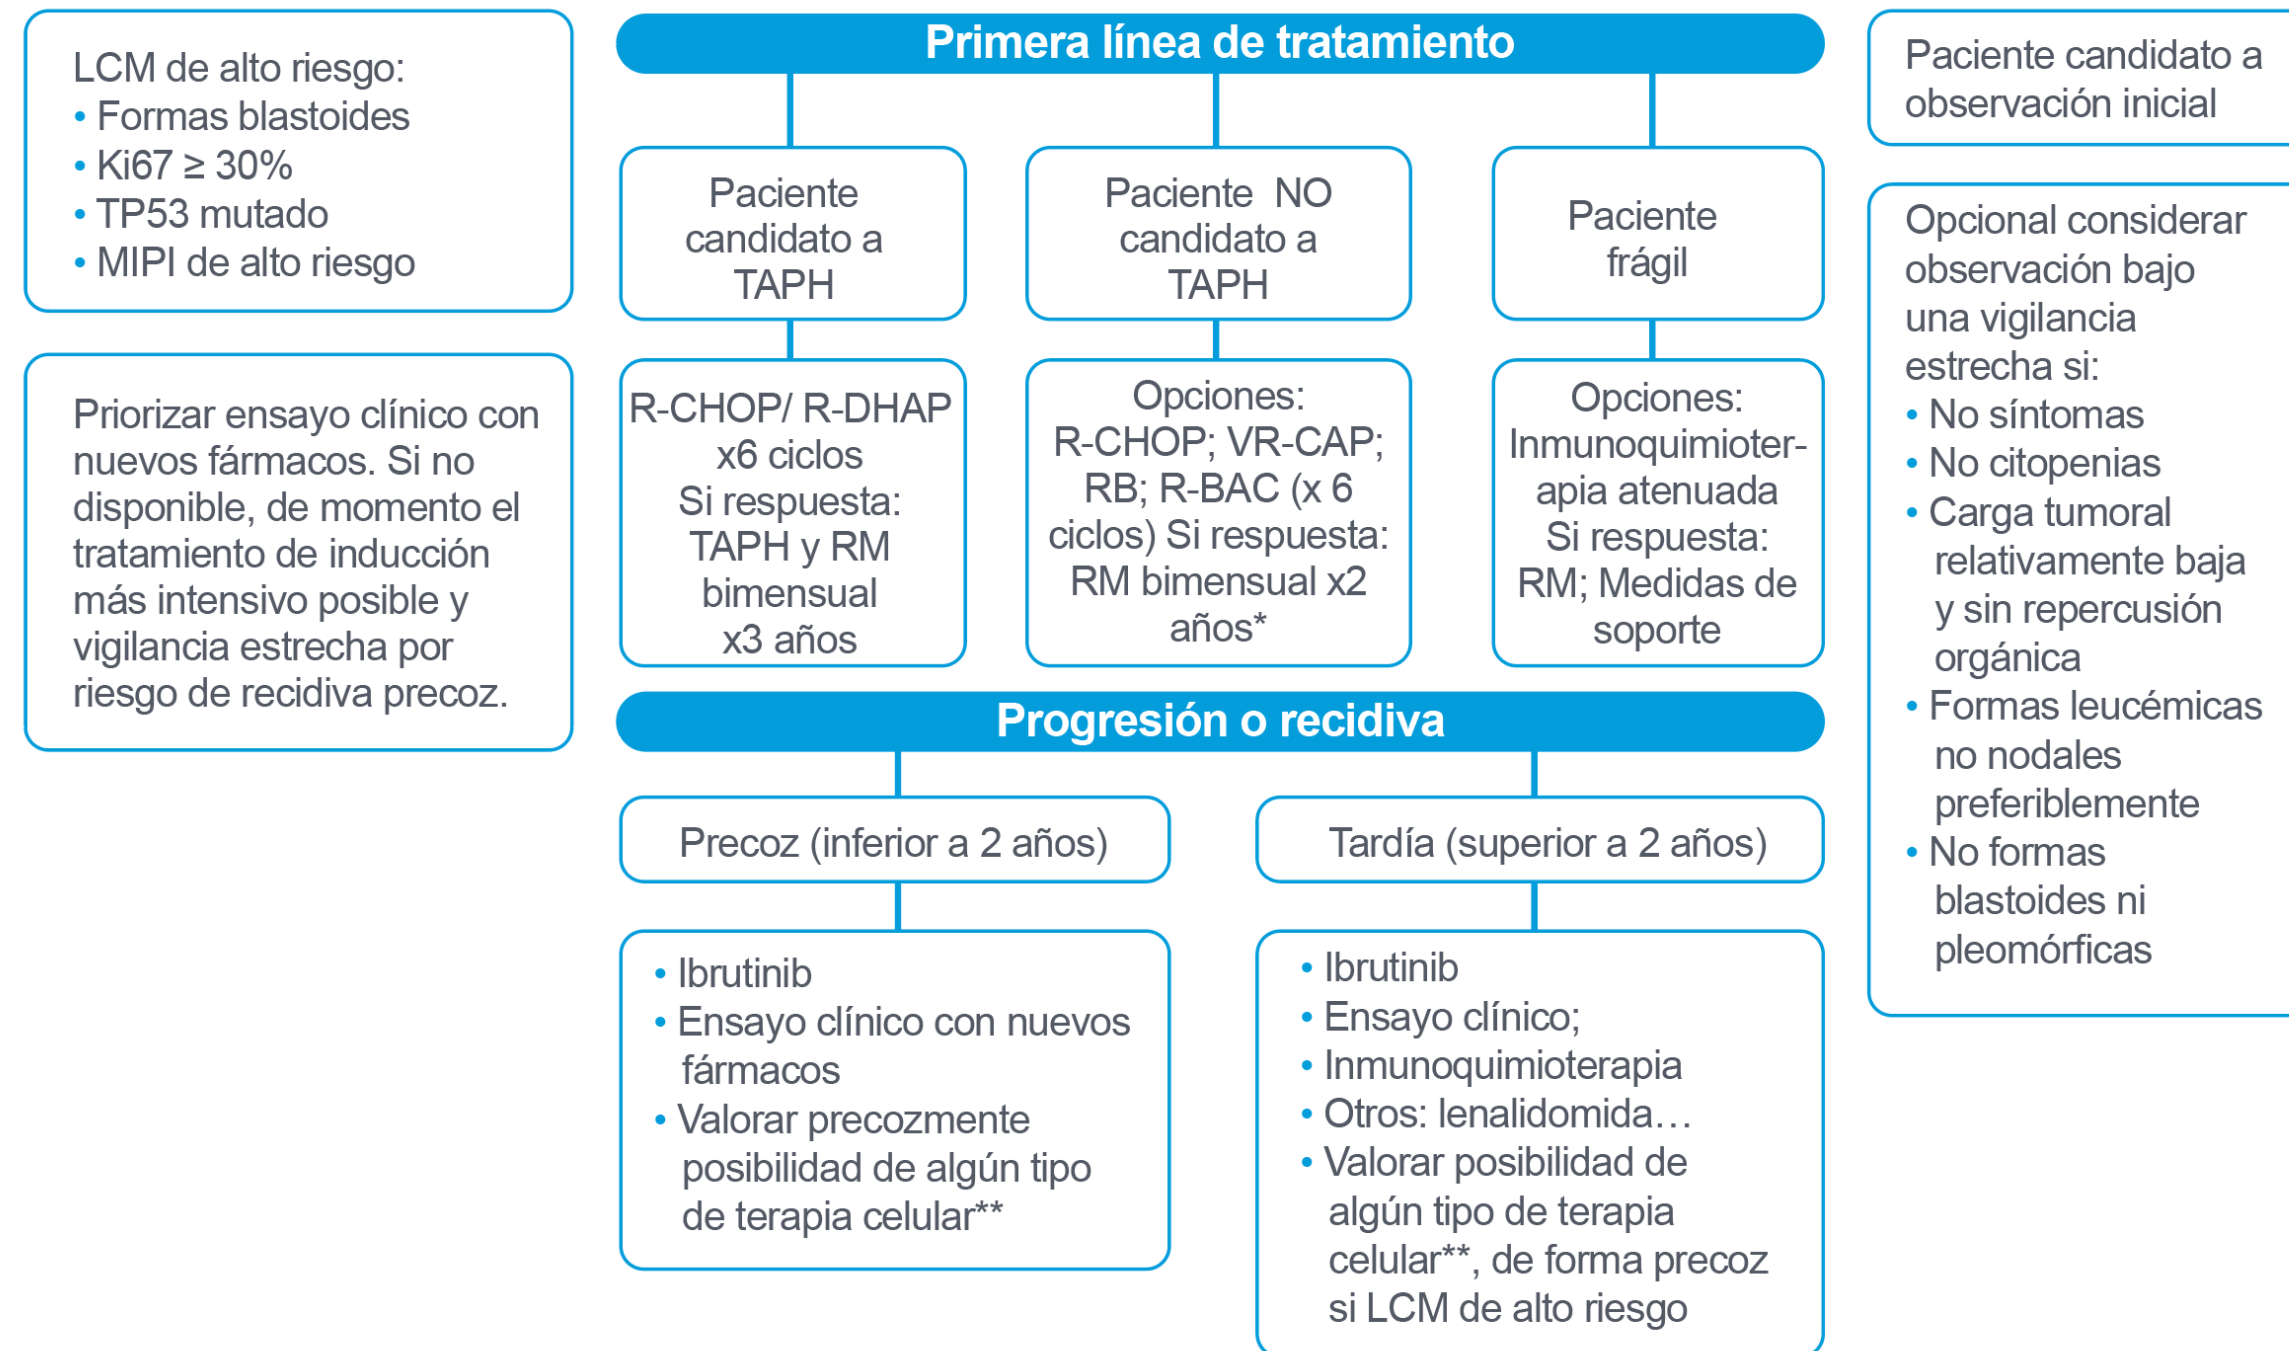 LCM de alto riesgo:
• Formas blastoides
• Ki67 ≥ 30%
• TP53 mutado
• MIPI de alto riesgo
Priorizar ensayo clínico con
nuevos fármacos. Si no
disponible, de momento el
tratamiento de inducción
más intensivo posible y
vigilancia estrecha por
riesgo de recidiva precoz.
Primera línea de tratamiento
Paciente
candidato a
TAPH
Paciente NO
candidato a
TAPH
Paciente
frágil
R-CHOP/ R-DHAP
x6 ciclos
Si respuesta:
TAPH y RM
bimensual
x3 años
Opciones:
R-CHOP; VR-CAP;
RB; R-BAC (x 6
ciclos) Si respuesta:
RM bimensual x2
años*
Opciones:
Inmunoquimioter-
apia atenuada
Si respuesta:
RM; Medidas de
soporte
Progresión o recidiva
Precoz (inferior a 2 años)
Tardía (superior a 2 años)
• Ibrutinib
• Ensayo clínico con nuevos
fármacos
• Valorar precozmente
posibilidad de algún tipo
de terapia celular**
• Ibrutinib
• Ensayo clínico;
• Inmunoquimioterapia
• Otros: lenalidomida…
• Valorar posibilidad de
algún tipo de terapia
celular**, de forma precoz
si LCM de alto riesgo
Paciente candidato a
observación inicial
Opcional considerar
observación bajo
una vigilancia
estrecha si:
• No síntomas
• No citopenias
• Carga tumoral
relativamente baja
y sin repercusión
orgánica
• Formas leucémicas
no nodales
preferiblemente
• No formas
blastoides ni
pleomórficas